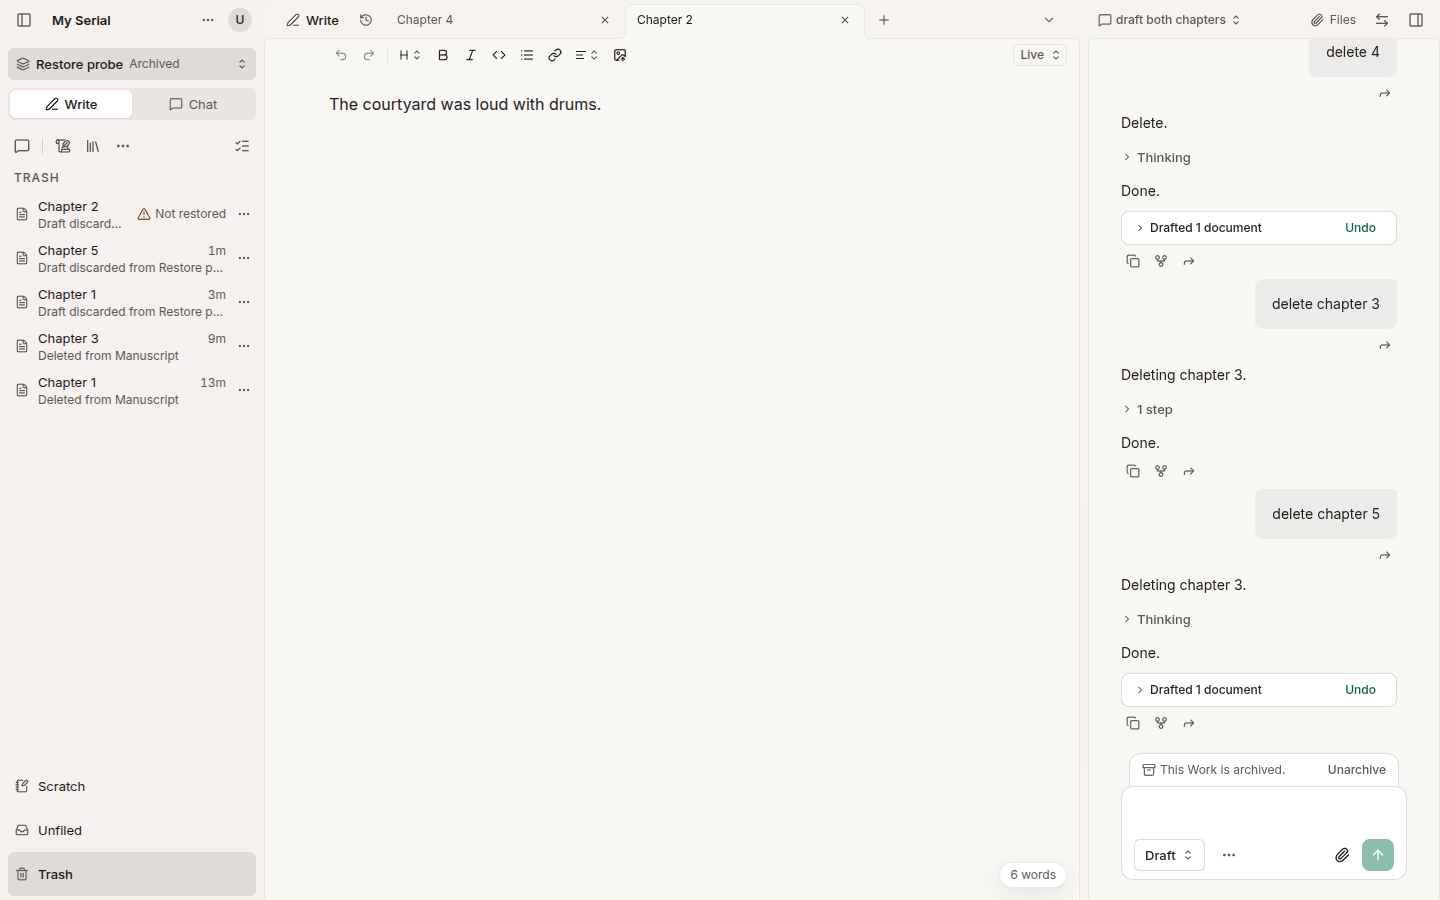 My Serial
U
Restore probe Archived
Write
Chat
TRASH
Chapter 2
Draft discard...
Not restored
Chapter 5
1m
Draft discarded from Restore p...
Chapter 1
3m
Draft discarded from Restore p...
Chapter 3
9m
Deleted from Manuscript
Chapter 1
13m
Deleted from Manuscript
Scratch
Unfiled
Trash
Write
Chapter 4
Chapter 2
H
B
I
Live
The courtyard was loud with drums.
6 words
draft both chapters
Files
delete 4
Delete.
Thinking
Done.
Drafted 1 document
Undo
delete chapter 3
Deleting chapter 3.
1 step
Done.
delete chapter 5
Deleting chapter 3.
Thinking
Done.
Drafted 1 document
Undo
This Work is archived.
Unarchive
Draft